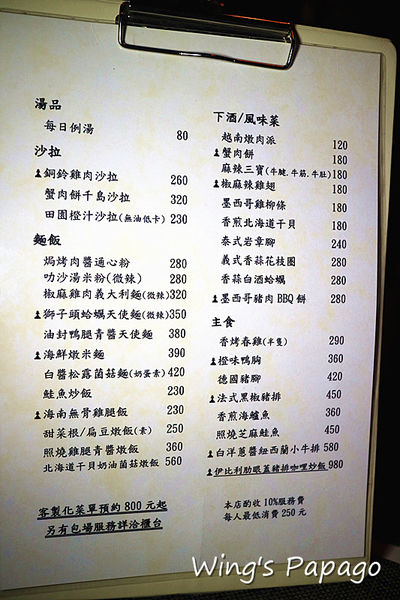 湯品
每日例湯 80
沙拉
銅鈴雞肉沙拉 260
蟹肉餅千島沙拉 320
田園橙汁沙拉(無油低卡) 230
麵飯
焗烤肉醬通心粉 280
叻沙湯米粉(微辣) 280
椒麻雞肉義大利麵(微辣) 320
獅子頭蛤蠣天使麵(微辣) 350
油封鴨腿青醬天使麵 380
海鮮燉米麵 390
白醬松露菌菇麵(奶蛋素) 420
鮭魚炒飯 230
海南無骨雞腿飯 230
甜菜根/扁豆燉飯(素) 250
照燒雞腿青醬燉飯 360
北海道干貝奶油菌菇燉飯 560
客製化菜單預約800元起
另有包場服務詳洽櫃台
下酒/風味菜
越南燉肉派 120
蟹肉餅 180
麻辣三寶(牛腱.牛筋.牛肚) 180
椒麻辣雞翅 180
墨西哥雞柳條 180
香煎北海道干貝 180
泰式岩章腳 240
義式香蒜花枝圈 280
香蒜白酒蛤蠣 280
墨西哥豬肉BBQ餅 280
主食
香烤春雞(半隻) 290
橙味鴨胸 360
德國豬腳 420
法式黑椒豬排 450
香煎海鱸魚 360
照燒芝麻鮭魚 450
白洋蔥醬紐西蘭小牛排 580
伊比利肋眼蓋豬排咖哩炒飯 980
本店酌收10%服務費
每人最低消費250元
Wing's Papago